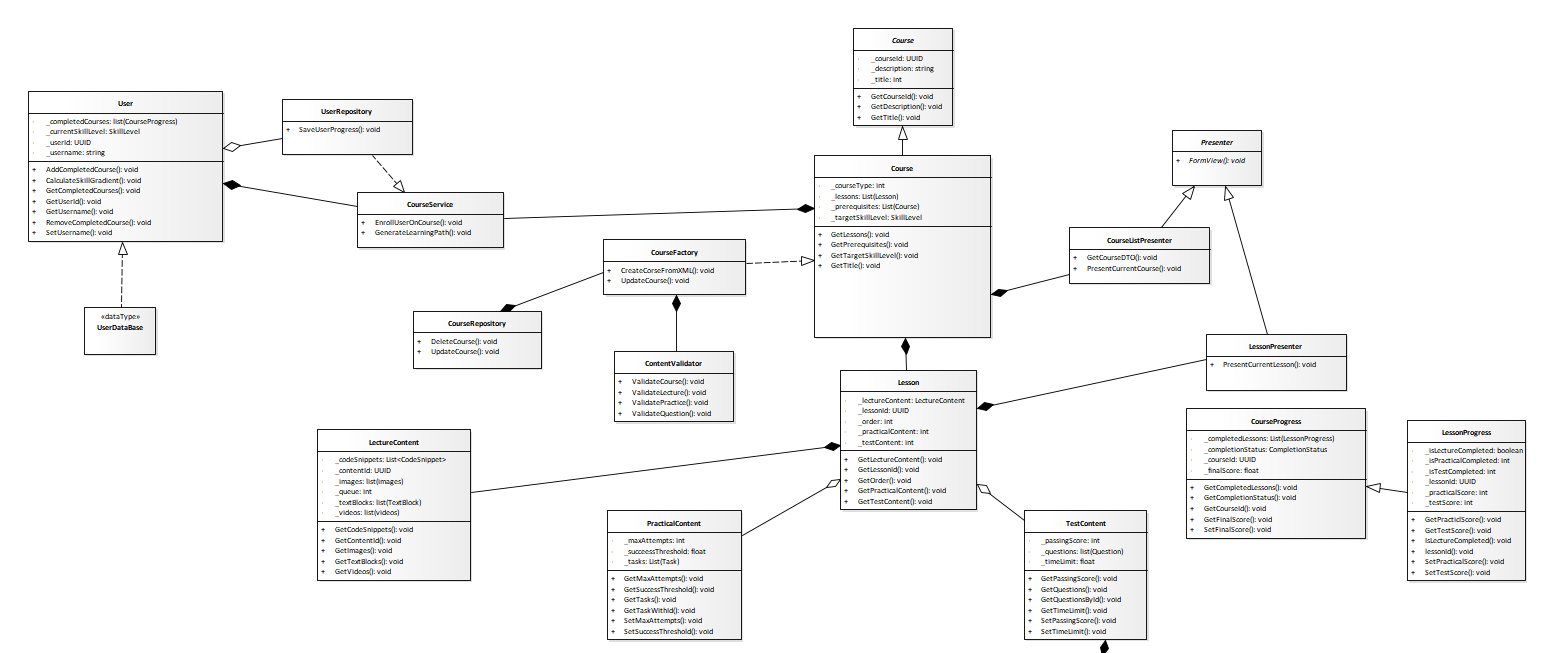 Course
_courseId: UUID
_description: string
_title: int
+ GetCourseId(): void
+ GetDescription(): void
+ GetTitle(): void
User
_completedCourses: list(CourseProgress)
_currentSkillLevel: SkillLevel
_userId: UUID
_username: string
+ AddCompletedCourse(): void
+ CalculateSkillGradient(): void
+ GetCompletedCourses(): void
+ GetUserId(): void
+ GetUsername(): void
+ RemoveCompletedCourse(): void
+ SetUsername(): void
UserRepository
+ SaveUserProgress(): void
Presenter
+ FormView(): void
Course
_courseType: int
_lessons: List(Lesson)
_prerequisites: List(Course)
_targetSkillLevel: SkillLevel
+ GetLessons(): void
+ GetPrerequisites(): void
+ GetTargetSkillLevel(): void
+ GetTitle(): void
CourseService
+ EnrollUserOnCourse(): void
+ GenerateLearningPath(): void
CourseListPresenter
+ GetCourseDTO(): void
+ PresentCurrentCourse(): void
CourseFactory
+ CreateCorseFromXML(): void
+ UpdateCourse(): void
«dataType»
UserDataBase
CourseRepository
+ DeleteCourse(): void
+ UpdateCourse(): void
LessonPresenter
+ PresentCurrentLesson(): void
ContentValidator
+ ValidateCourse(): void
+ ValidateLecture(): void
+ ValidatePractice(): void
+ ValidateQuestion(): void
Lesson
_lectureContent: LectureContent
_lessonId: UUID
_order: int
_practicalContent: int
_testContent: int
+ GetLectureContent(): void
+ GetLessonId(): void
+ GetOrder(): void
+ GetPracticalContent(): void
+ GetTestContent(): void
CourseProgress
_completedLessons: List(LessonProgress)
_completionStatus: CompletionStatus
_courseId: UUID
_finalScore: float
+ GetCompletedLessons(): void
+ GetCompletionStatus(): void
+ GetCourseId(): void
+ GetFinalScore(): void
+ SetFinalScore(): void
LessonProgress
_isLectureCompleted: boolean
_isPracticalCompleted: int
_isTestCompleted: int
_lessonId: UUID
_practicalScore: int
_testScore: int
+ GetPracticlScore(): void
+ GetTestScore(): void
+ IsLectureCompleted(): void
+ lessonId(): void
+ SetPracticalScore(): void
+ SetTestScore(): void
LectureContent
_codeSnippets: List<CodeSnippet>
_contentId: UUID
_images: list(images)
_queue: int
_textBlocks: list(TextBlock)
_videos: list(videos)
+ GetCodeSnippets(): void
+ GetContentId(): void
+ GetImages(): void
+ GetTextBlocks(): void
+ GetVideos(): void
PracticalContent
_maxAttempts: int
_succeessThreshold: float
_tasks: List(Task)
+ GetMaxAttempts(): void
+ GetSuccessThreshold(): void
+ GetTasks(): void
+ GetTaskWithId(): void
+ SetMaxAttempts(): void
+ SetSuccessThreshold(): void
TestContent
_passingScore: int
_questions: list(Question)
_timeLimit: float
+ GetPassingScore(): void
+ GetQuestions(): void
+ GetQuestionsById(): void
+ GetTimeLimit(): void
+ SetPassingScore(): void
+ SetTimeLimit(): void